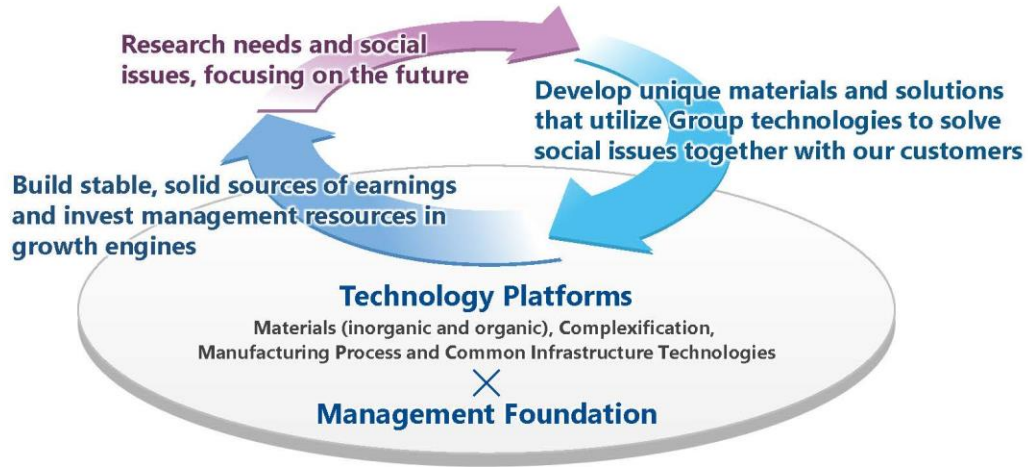 Research needs and social
issues, focusing on the future
Develop unique materials and solutions
that utilize Group technologies to solve
social issues together with our customers
Build stable, solid sources of earnings
and invest management resources in
growth engines
Technology Platforms
Materials (inorganic and organic), Complexification,
Manufacturing Process and Common Infrastructure Technologies
×
Management Foundation